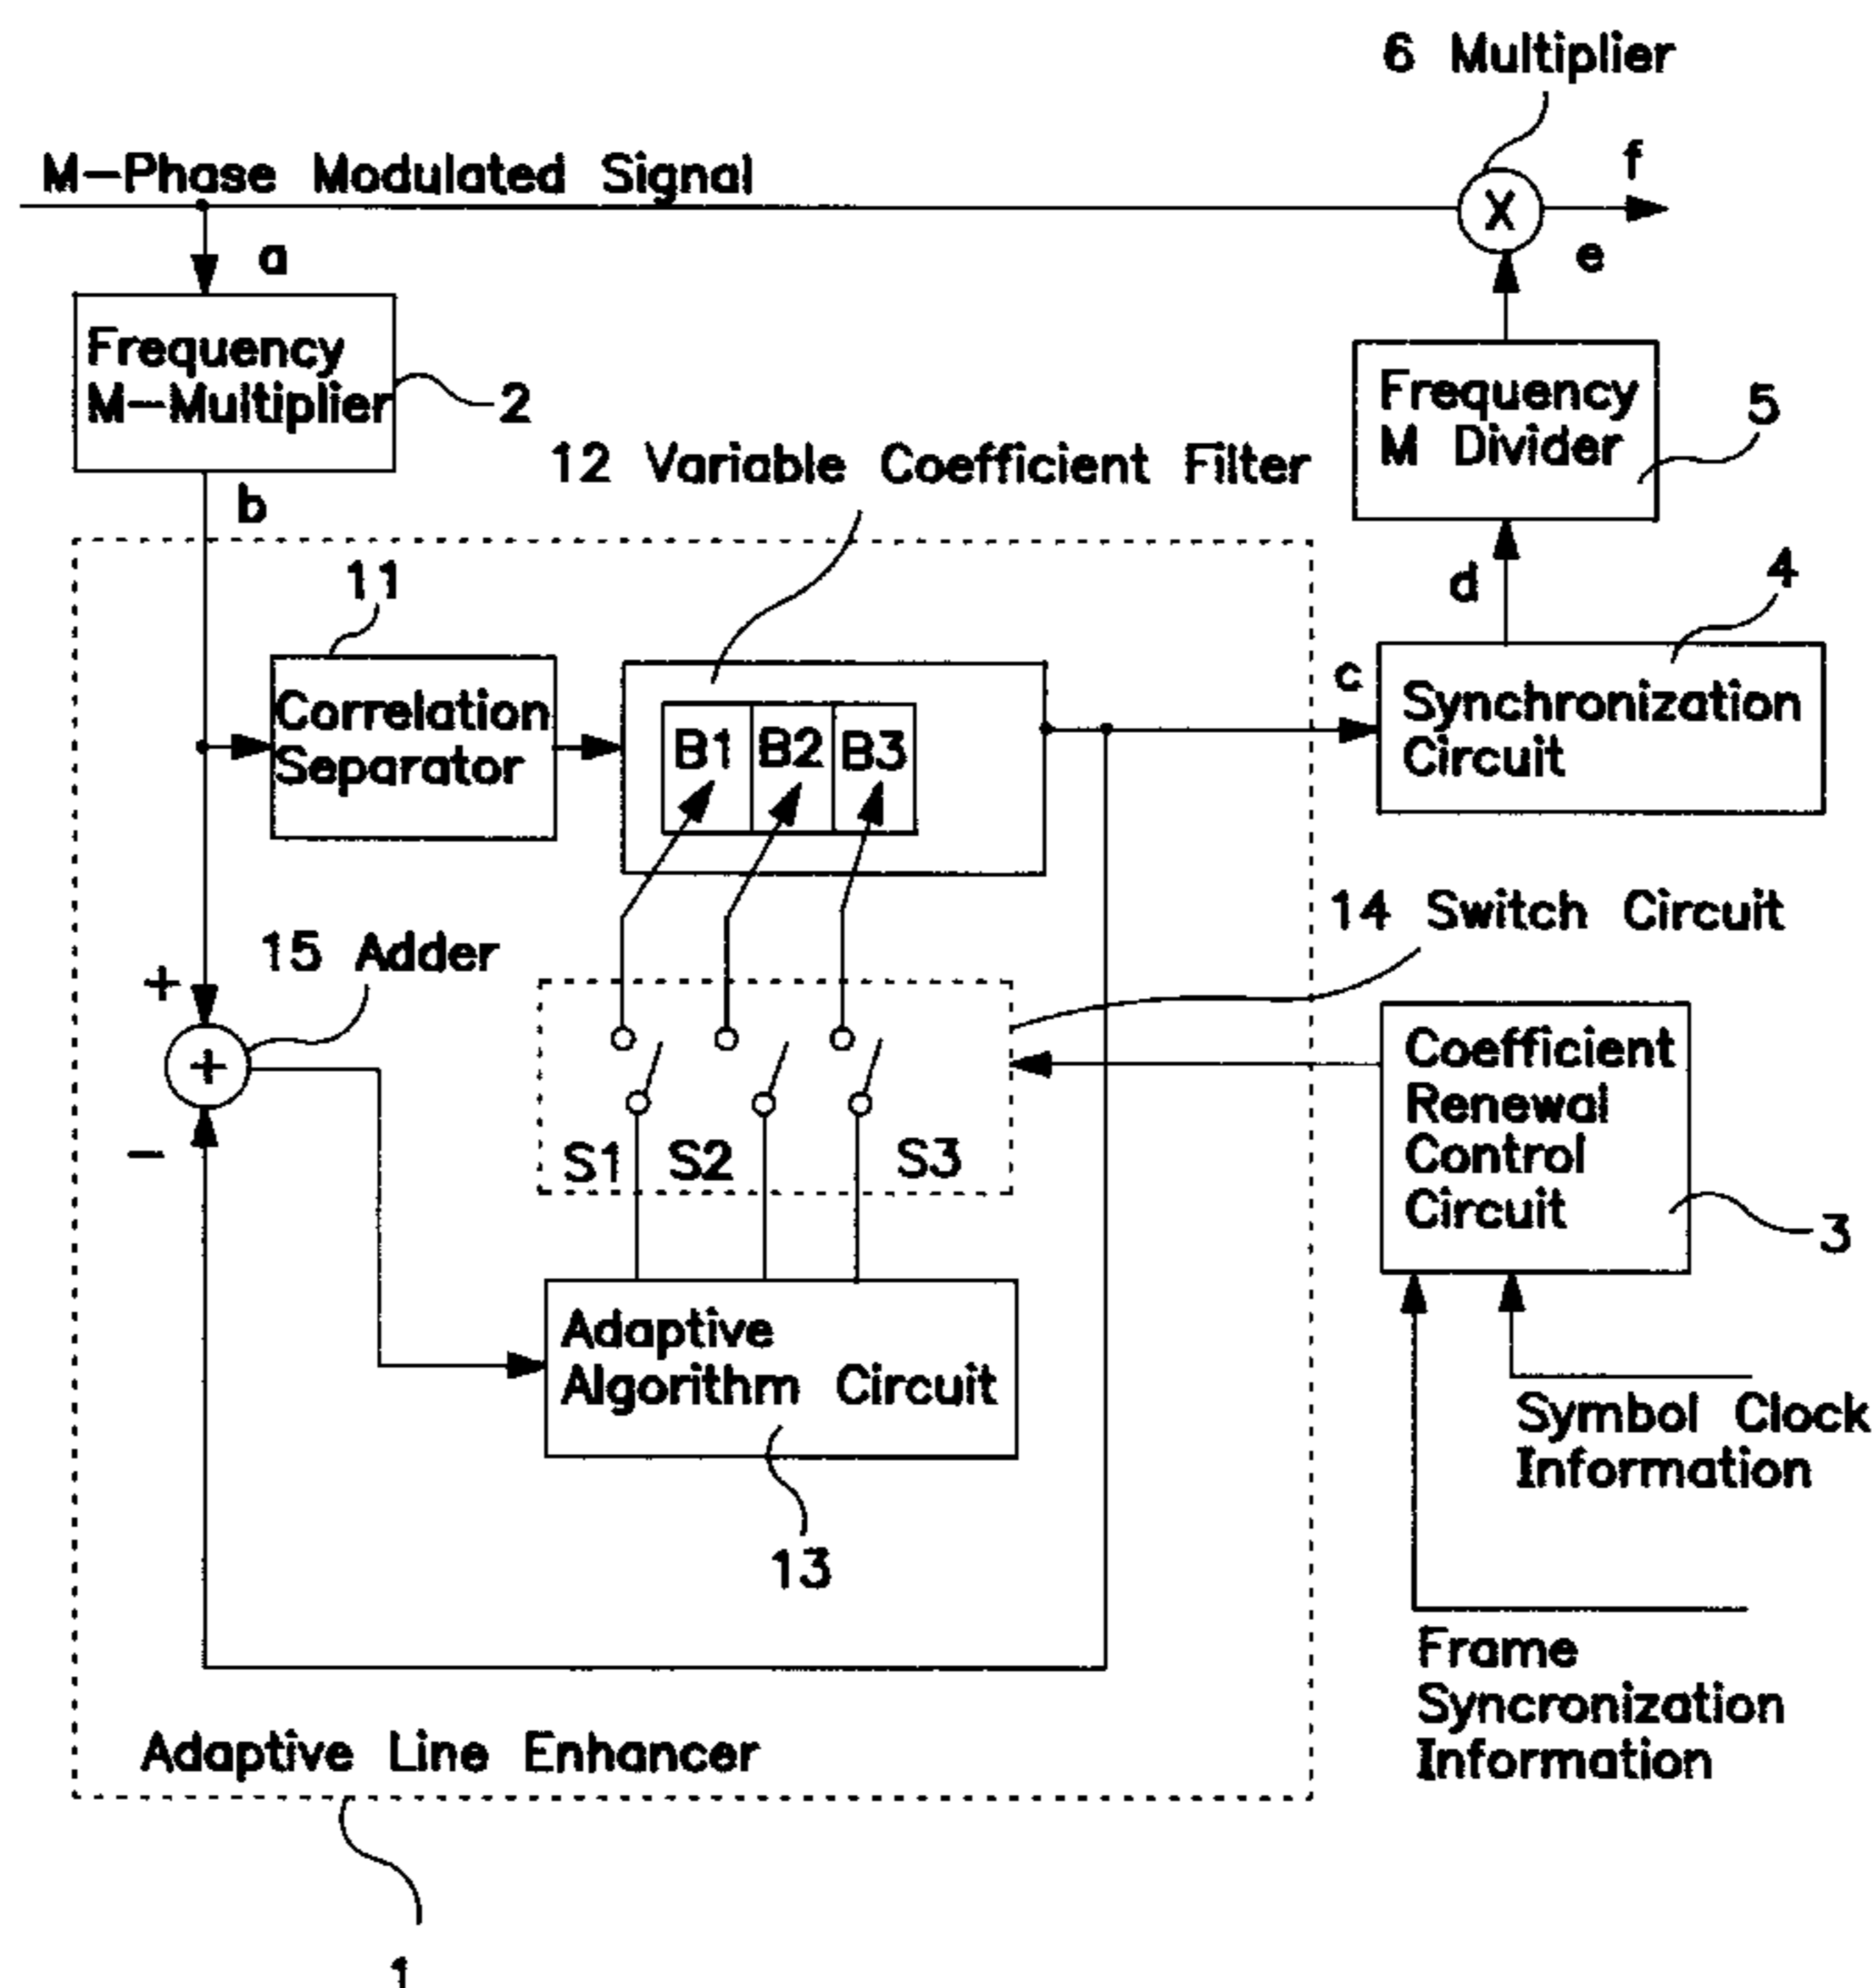 6 Multiplier
M-Phase Modulated Signal
X
f
a
e
Frequency
M-Multiplier
2
Frequency
M Divider
5
12 Variable Coefficient Filter
b
11
d
4
Correlation
Separator
B1 B2 B3
c
Synchronization
Circuit
14 Switch Circuit
15 Adder
+
+
-
S1 S2 S3
Coefficient
Renewal
Control
Circuit
3
Adaptive
Algorithm Circuit
13
Symbol Clock
Information
Frame
Syncronization
Information
Adaptive Line Enhancer
1